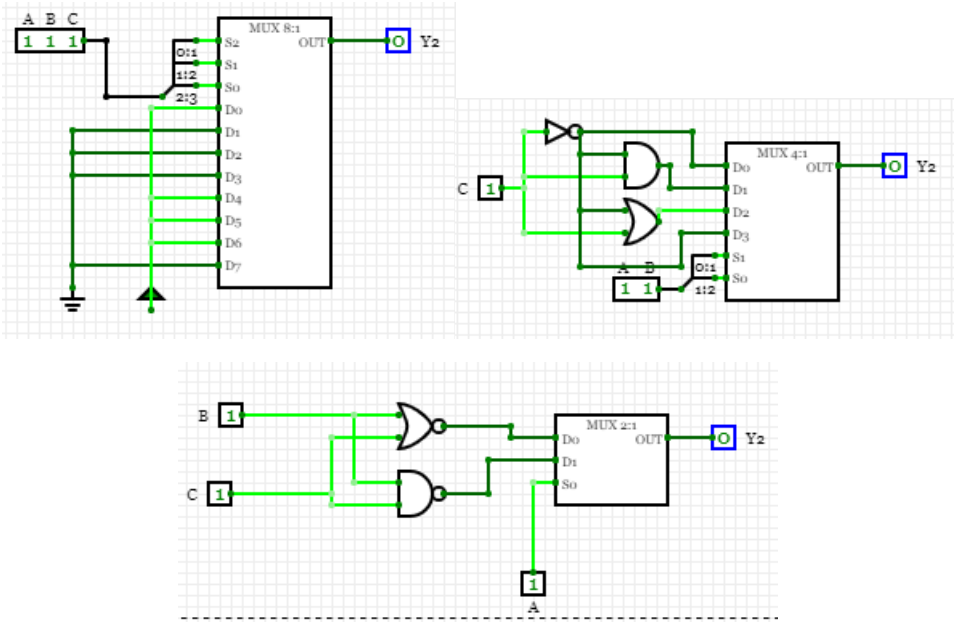 A B C
1 1 1
MUX 8:1
S2
OUT
O
Y2
0:1
S1
1:2
S0
2:3
D0
D1
D2
D3
D4
D5
D6
D7
C
1
MUX 4:1
D0
OUT
O
Y2
D1
D2
D3
S1
A B
0:1
S0
1 1
1:2
B
1
MUX 2:1
D0
OUT
O
Y2
D1
S0
C
1
1
A